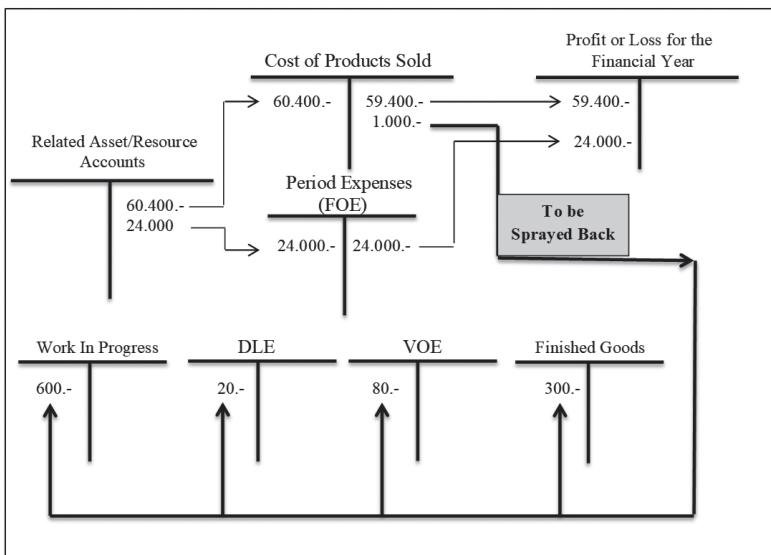 Profit or Loss for the
Financial Year
Cost of Products Sold
60.400.- 59.400.- 59.400.-
1.000.-
24.000.-
Related Asset/Resource
Accounts
60.400.-
24.000
Period Expenses
(FOE)
24.000.- 24.000.-
To be
Sprayed Back
Work In Progress DLE VOE Finished Goods
600.- 20.- 80.- 300.-